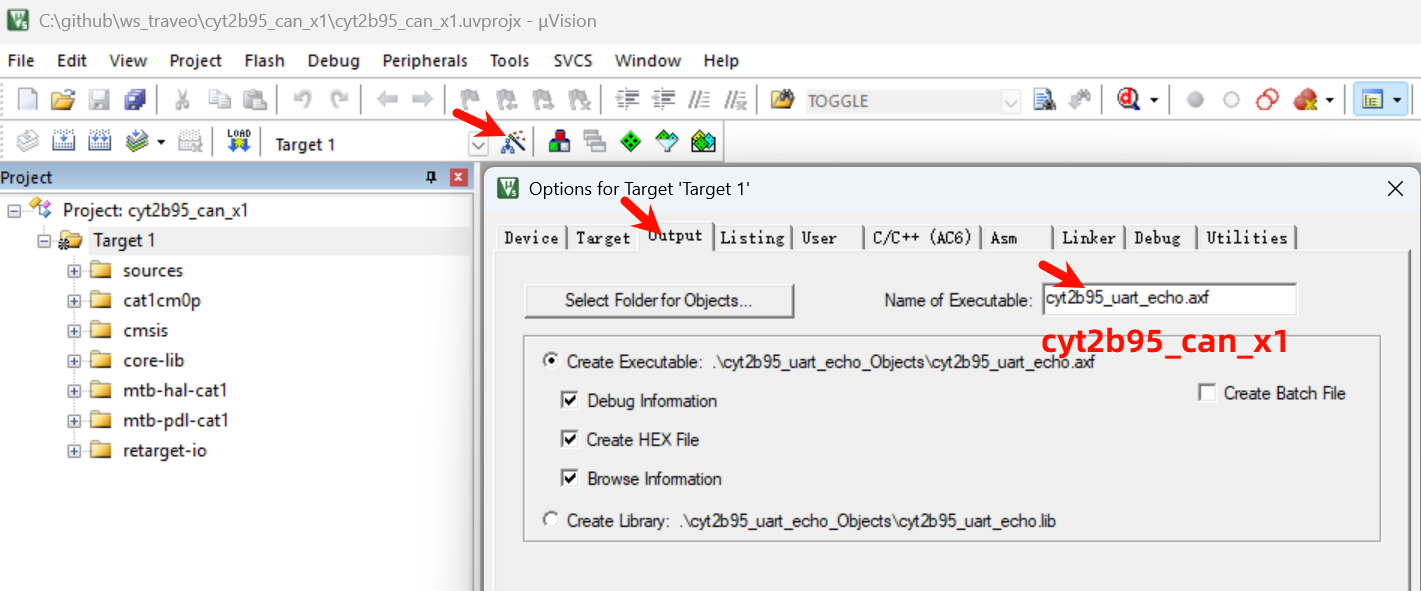 C:\github\ws_traveo\cyt2b95_can_x1\cyt2b95_can_x1.uvprojx - µVision
File Edit View Project Flash Debug Peripherals Tools SVCS Window Help
TOGGLE
LOAD
Target 1
Project
Project: cyt2b95_can_x1
Target 1
sources
cat1cm0p
cmsis
core-lib
mtb-hal-cat1
mtb-pdl-cat1
retarget-io
Options for Target 'Target 1'
Device Target Output Listing User C/C++ (AC6) Asm Linker Debug Utilities
Select Folder for Objects... Name of Executable: cyt2b95_uart_echo.axf
cyt2b95_can_x1
Create Executable: .\cyt2b95_uart_echo_Objects\cyt2b95_uart_echo.axf
Debug Information
Create Batch File
Create HEX File
Browse Information
Create Library: .\cyt2b95_uart_echo_Objects\cyt2b95_uart_echo.lib